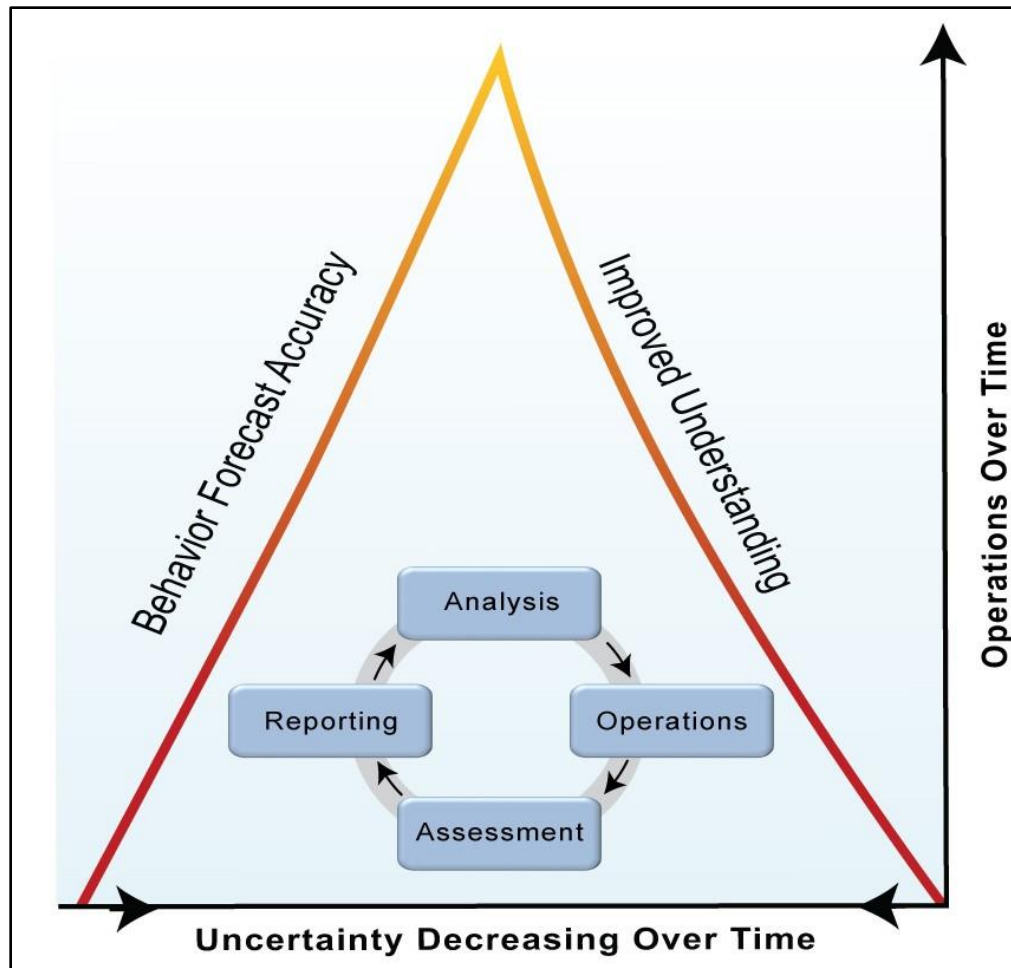 Behavior Forecast Accuracy
Improved Understanding
Operations Over Time
Analysis
Reporting
Operations
Assessment
Uncertainty Decreasing Over Time